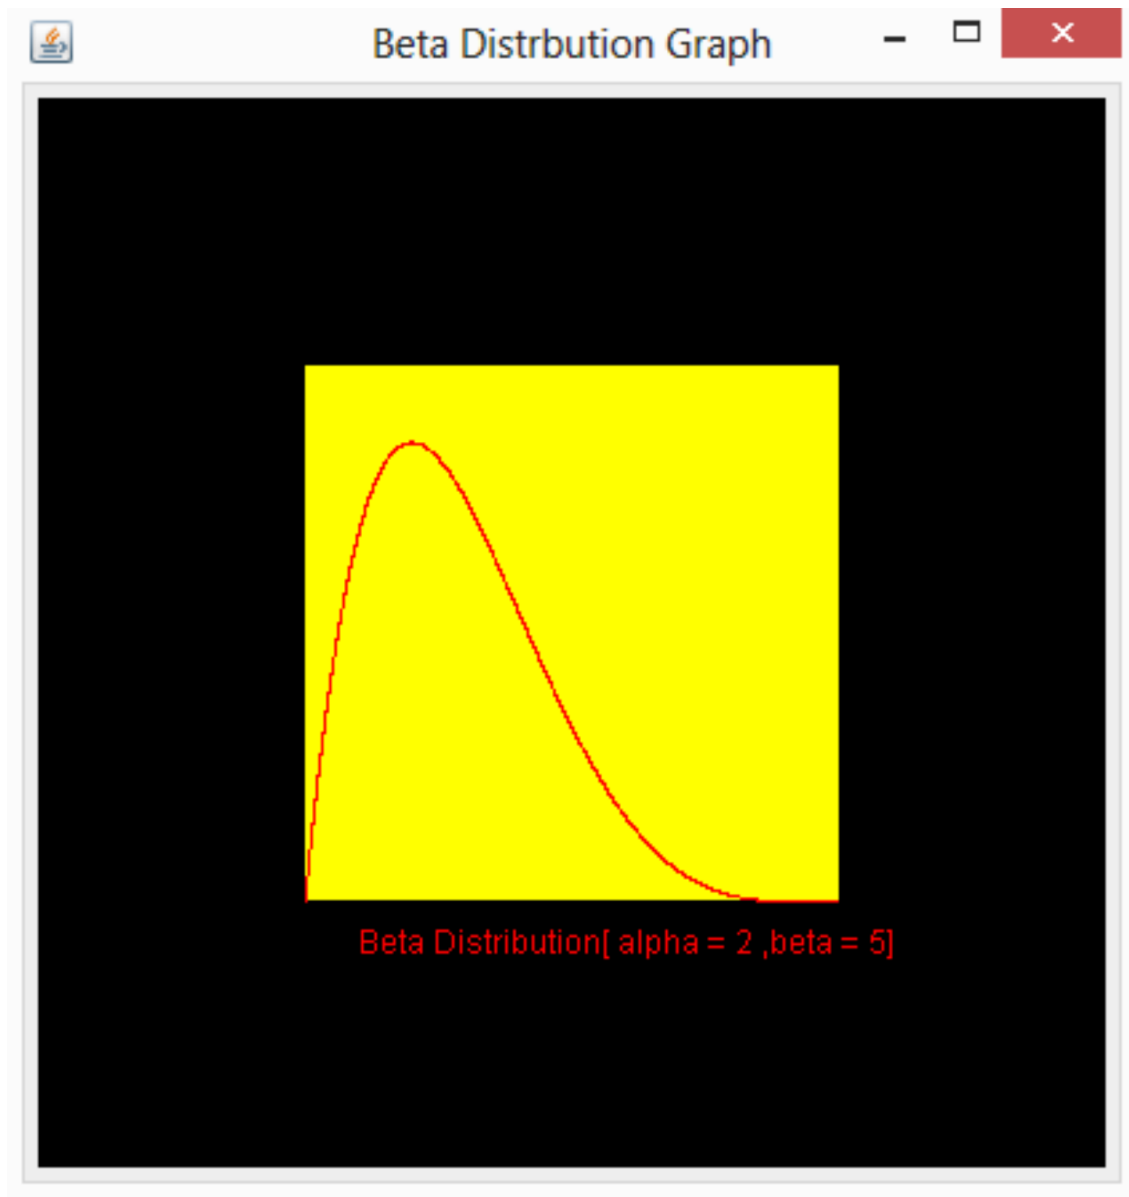 Beta Distrbution Graph
Beta Distribution[ alpha = 2 ,beta = 5]